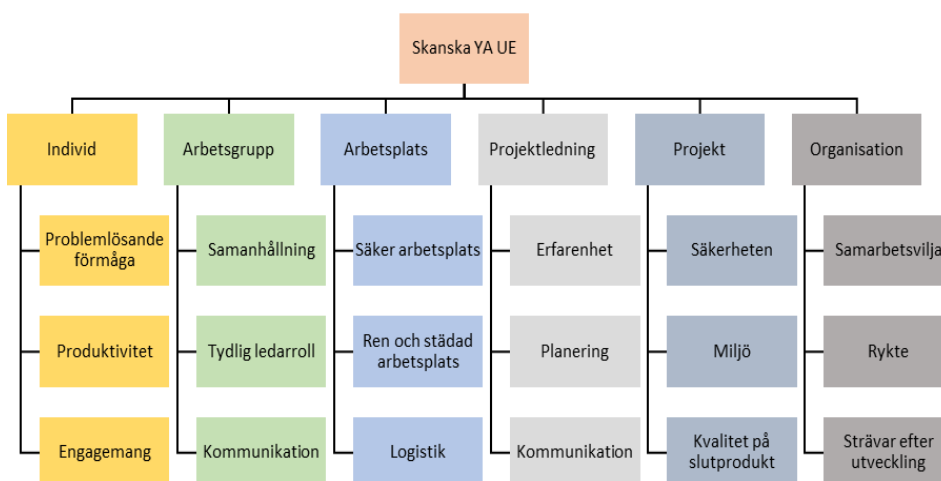 Skanska YA UE
Individ
Arbetsgrupp
Arbetsplats
Projektledning
Projekt
Organisation
Problemlösande
förmåga
Samanhållning
Säker arbetsplats
Erfarenhet
Säkerheten
Samarbetsvilja
Produktivitet
Tydlig ledarroll
Ren och städad
arbetsplats
Planering
Miljö
Rykte
Engagemang
Kommunikation
Logistik
Kommunikation
Kvalitet på
slutprodukt
Strävar efter
utveckling